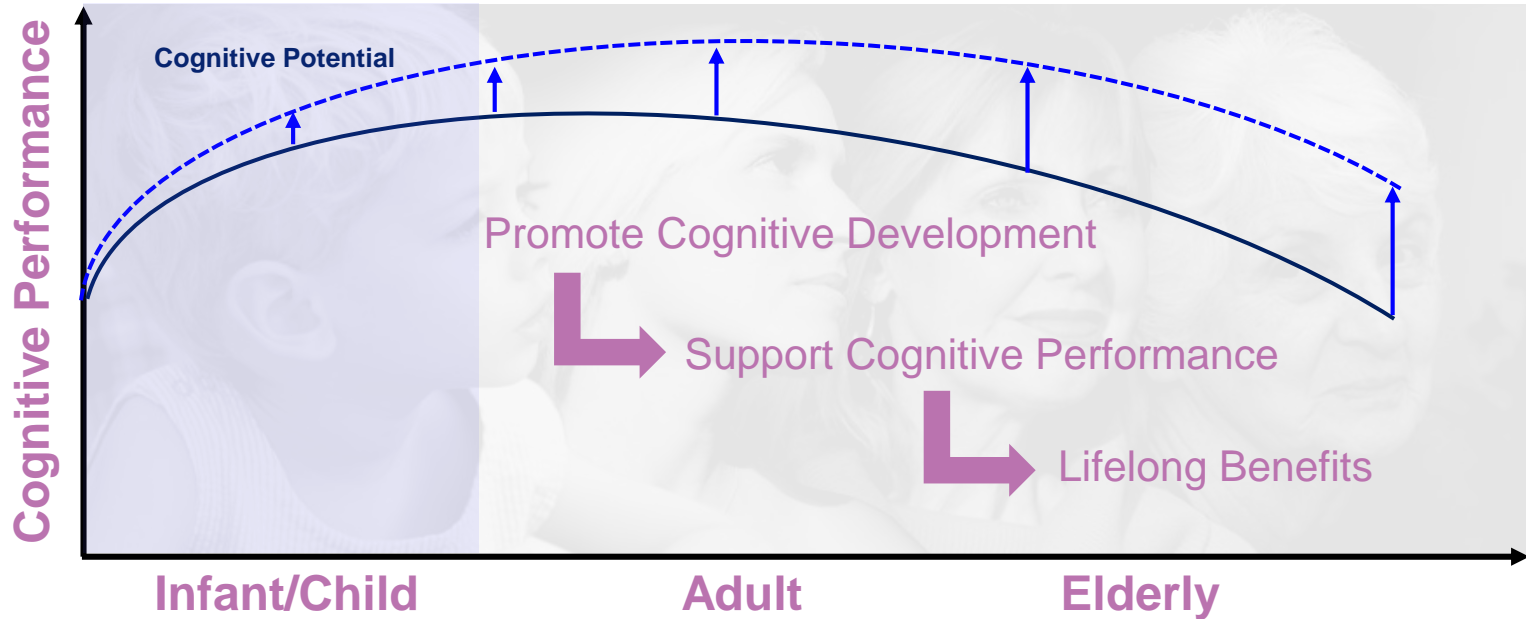 Cognitive Performance
Cognitive Potential
Promote Cognitive Development
Support Cognitive Performance
Lifelong Benefits
Infant/Child
Adult
Elderly